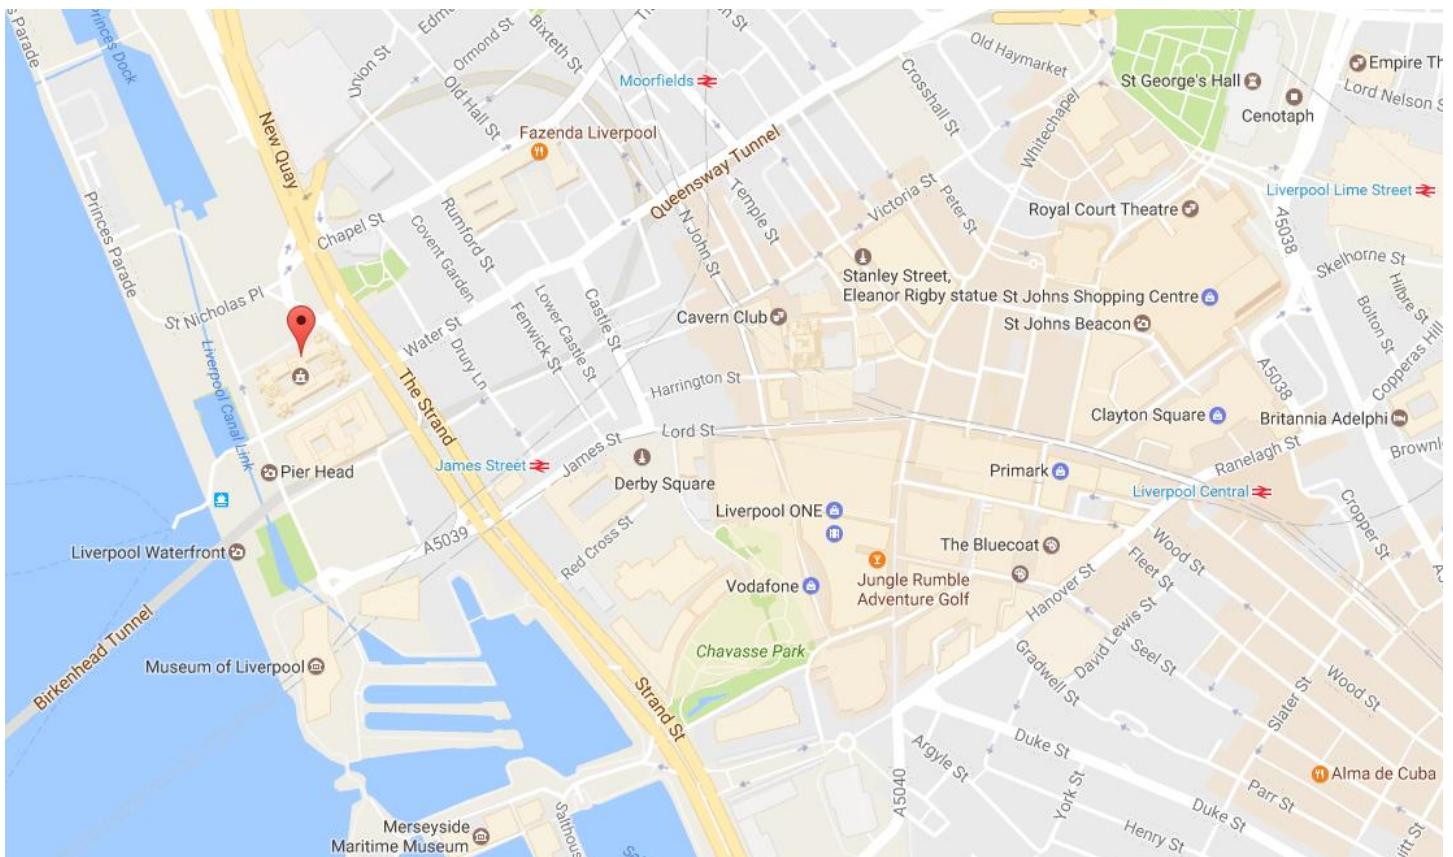 Princes Parade
Princes Dock
Union St
Ormond St
Bixteth St
Old Hall St
Moorfields
Old Haymarket
Crosshall St
Whitechapel
St George's Hall
Cenotaph
Empire Th
Lord Nelson S
New Quay
Fazenda Liverpool
Queensway Tunnel
Temple St
Victoria St
Peter St
Royal Court Theatre
Liverpool Lime Street
A5038
Skelhorne St
Hilbre St
Bolton St
Copperas Hill
Princes Parade
Chapel St
Covent Garden
Rumford St
N John St
Stanley Street,
Eleanor Rigby statue
St Johns Shopping Centre
St Johns Beacon
St Nicholas Pl
Water St
Drury Ln
Fenwick St
Lower Castle St
Castle St
Cavern Club
Harrington St
Liverpool Canal Link
The Strand
Lord St
James St
James Street
Derby Square
A5038
Clayton Square
Britannia Adelphi
Ranelagh St
Brownl
Pier Head
Primark
Liverpool Central
Liverpool ONE
Cropper St
Liverpool Waterfront
A5039
Red Cross St
The Bluecoat
Wood St
Fleet St
Vodafone
Jungle Rumble
Adventure Golf
Hanover St
David Lewis St
Birkenhead Tunnel
Museum of Liverpool
Chavasse Park
Gradwell St
Seel St
Wood St
Slater St
Strand St
Duke St
Argyle St
A5040
York St
Alma de Cuba
Parr St
Duke St
Henry St
Merseyside
Maritime Museum